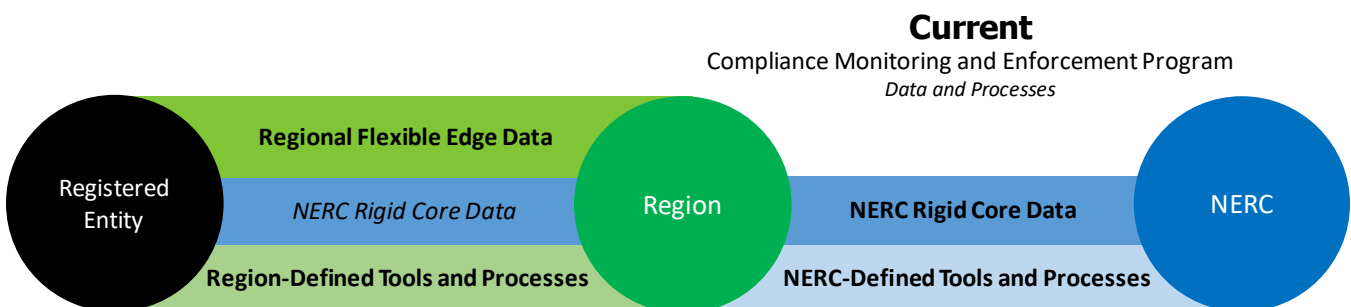 Current
Compliance Monitoring and Enforcement Program
Data and Processes
Regional Flexible Edge Data
Registered
Entity
NERC Rigid Core Data
Region
NERC Rigid Core Data
NERC
Region-Defined Tools and Processes
NERC-Defined Tools and Processes